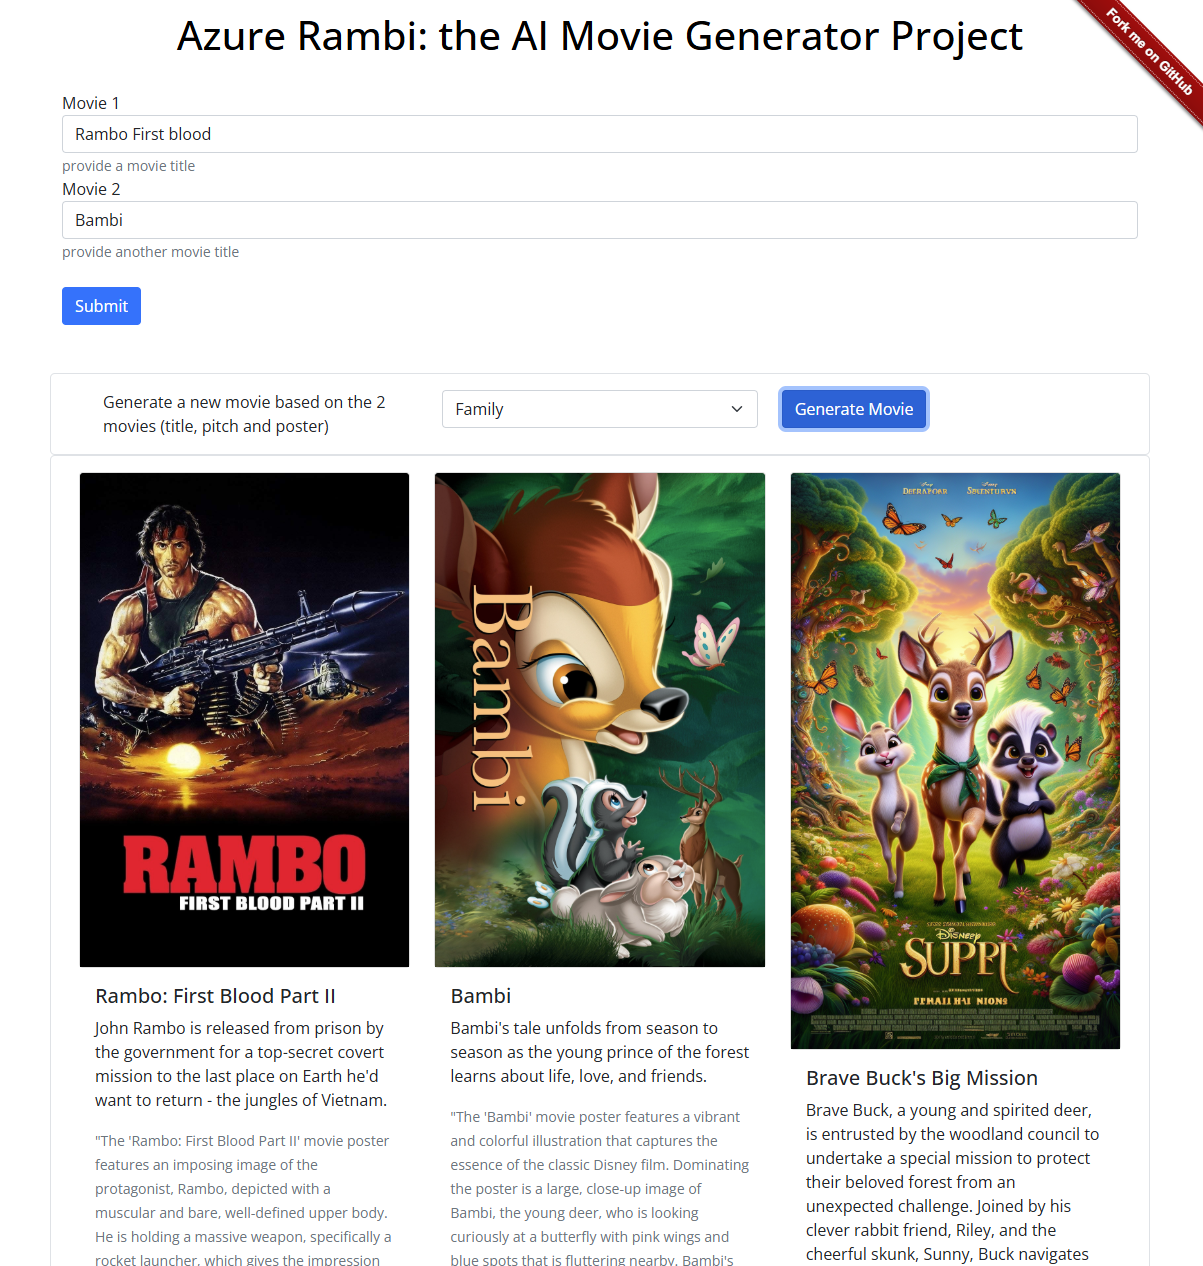 Azure Rambi: the AI Movie Generator Project
Fork me on GitHub
Movie 1
Rambo First blood
provide a movie title
Movie 2
Bambi
provide another movie title
Submit
Generate a new movie based on the 2
movies (title, pitch and poster)
Family
Generate Movie
RAMBO
FIRST BLOOD PART II
Rambo: First Blood Part II
John Rambo is released from prison by
the government for a top-secret covert
mission to the last place on Earth he'd
want to return - the jungles of Vietnam.
"The 'Rambo: First Blood Part II' movie poster
features an imposing image of the
protagonist, Rambo, depicted with a
muscular and bare, well-defined upper body.
He is holding a massive weapon, specifically a
rocket launcher, which gives the impression
Bambi
Bambi
Bambi's tale unfolds from season to
season as the young prince of the forest
learns about life, love, and friends.
"The 'Bambi' movie poster features a vibrant
and colorful illustration that captures the
essence of the classic Disney film. Dominating
the poster is a large, close-up image of
Bambi, the young deer, who is looking
curiously at a butterfly with pink wings and
blue spots that is fluttering nearby. Bambi's
Brave Buck's Big Mission
Brave Buck, a young and spirited deer,
is entrusted by the woodland council to
undertake a special mission to protect
their beloved forest from an
unexpected challenge. Joined by his
clever rabbit friend, Riley, and the
cheerful skunk, Sunny, Buck navigates